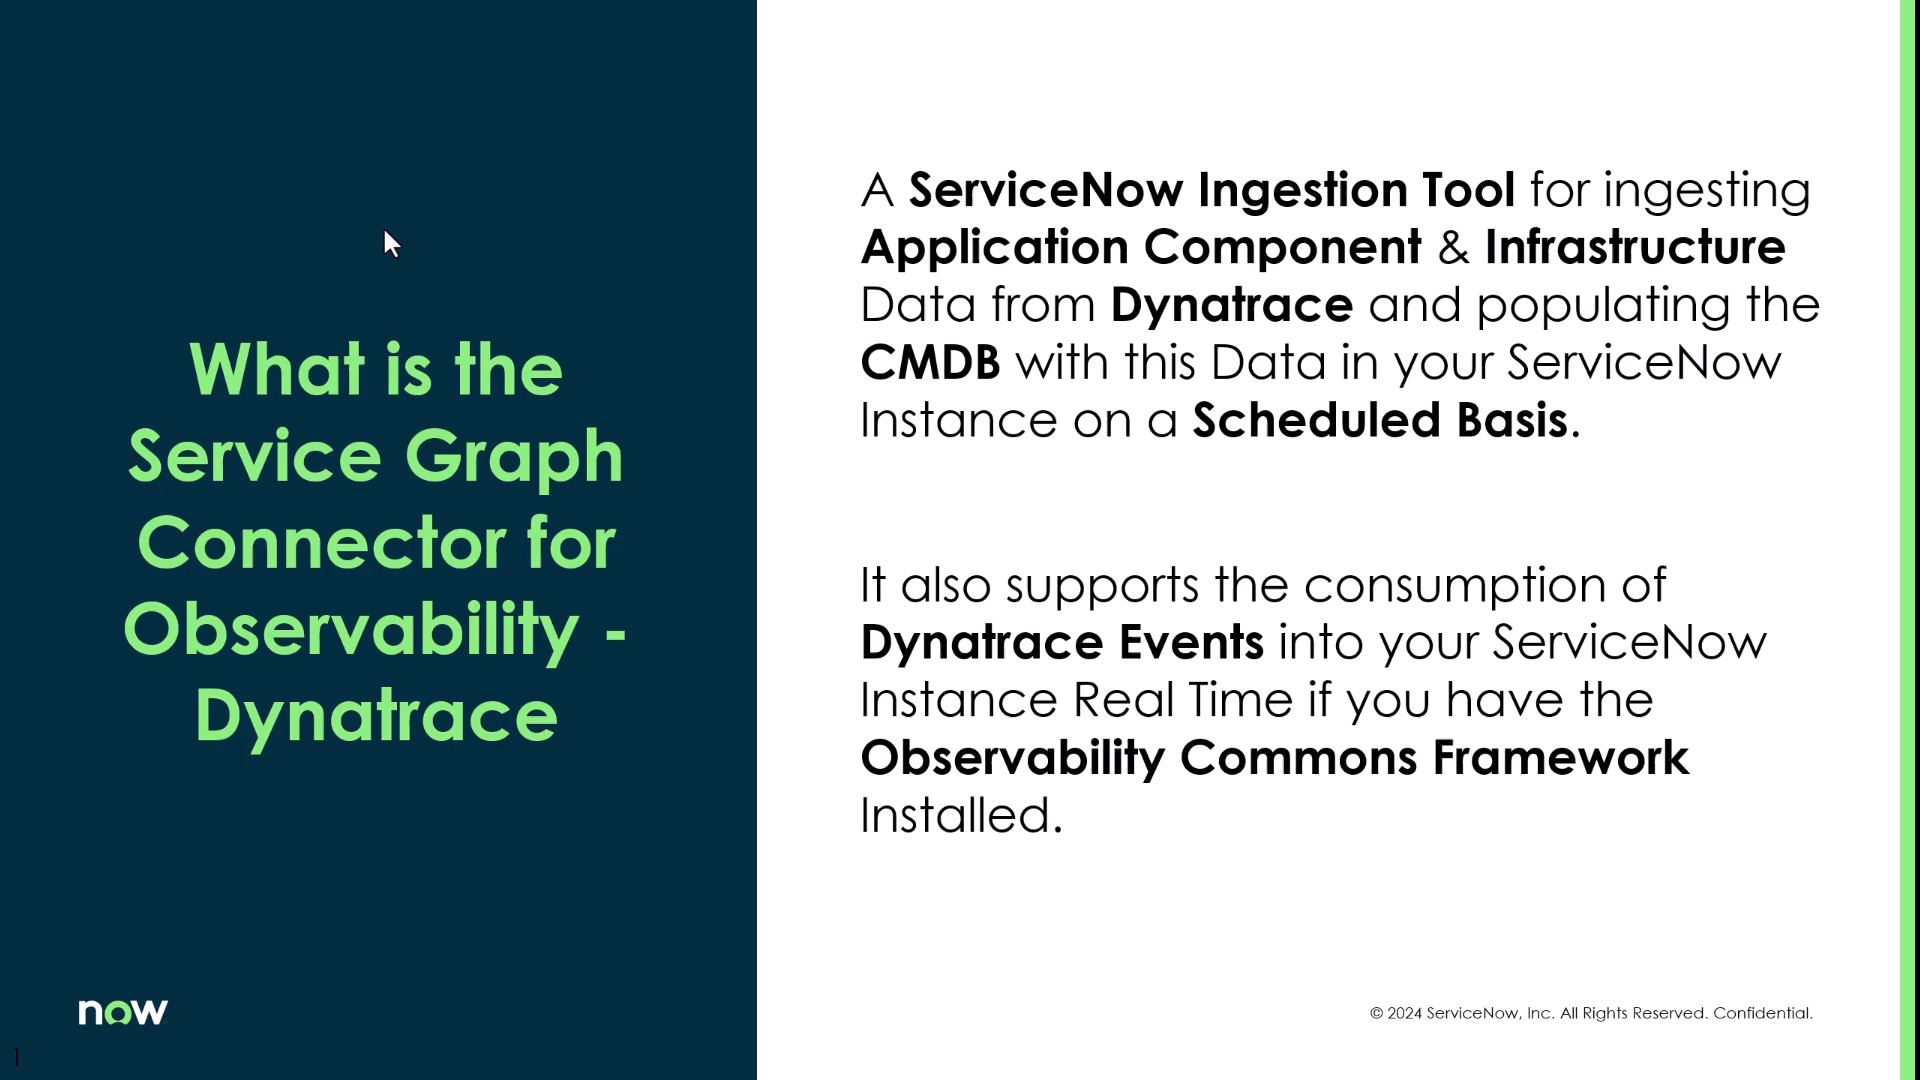 What is the
Service Graph
Connector for
Observability -
Dynatrace
A ServiceNow Ingestion Tool for ingesting
Application Component & Infrastructure
Data from Dynatrace and populating the
CMDB with this Data in your ServiceNow
Instance on a Scheduled Basis.
It also supports the consumption of
Dynatrace Events into your ServiceNow
Instance Real Time if you have the
Observability Commons Framework
Installed.
now
© 2024 ServiceNow, Inc. All Rights Reserved. Confidential.
1